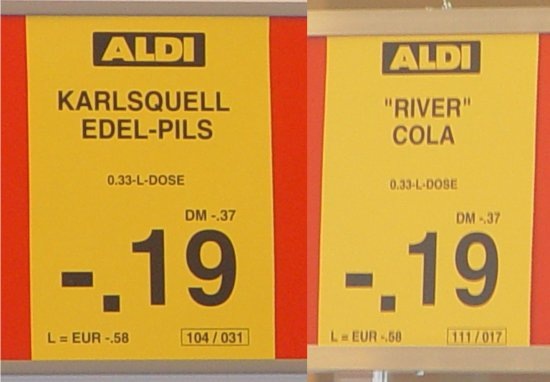 ALDI
KARLSQUELL
EDEL-PILS
0.33-L-DOSE
DM -.37
-.19
L = EUR -.58 104 / 031
ALDI
"RIVER"
COLA
0.33-L-DOSE
DM -.37
-.19
L = EUR -.58 111 / 017